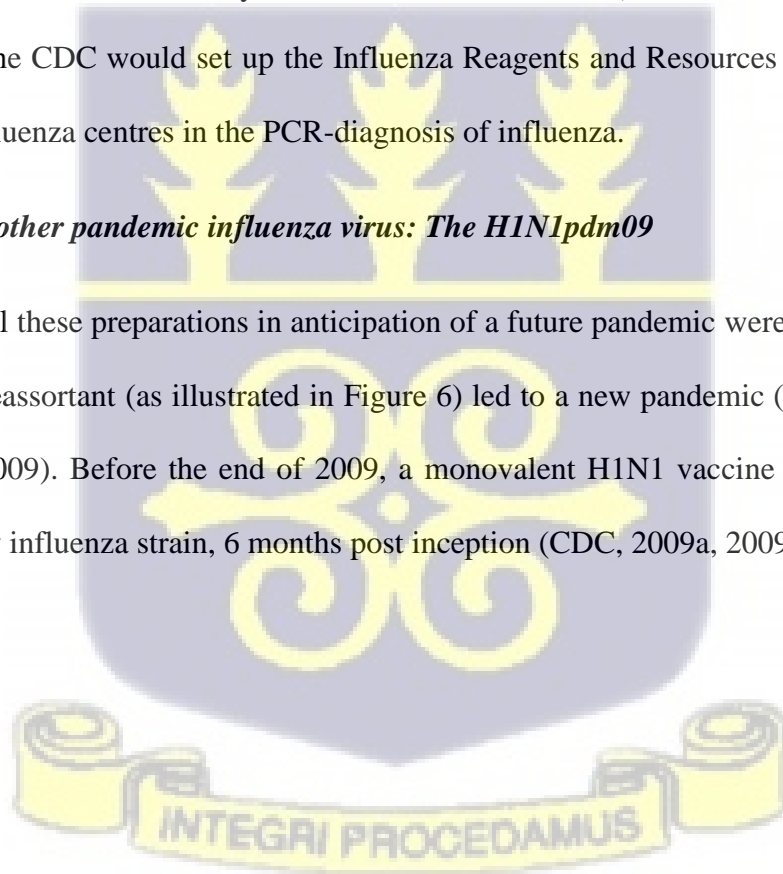 he CDC would set up the Influenza Reagents and Resources
luenza centres in the PCR-diagnosis of influenza.
other pandemic influenza virus: The H1N1pdm09
l these preparations in anticipation of a future pandemic were
eassortant (as illustrated in Figure 6) led to a new pandemic (
009). Before the end of 2009, a monovalent H1N1 vaccine
influenza strain, 6 months post inception (CDC, 2009a, 2009
INTEGRI PROCEDAMUS